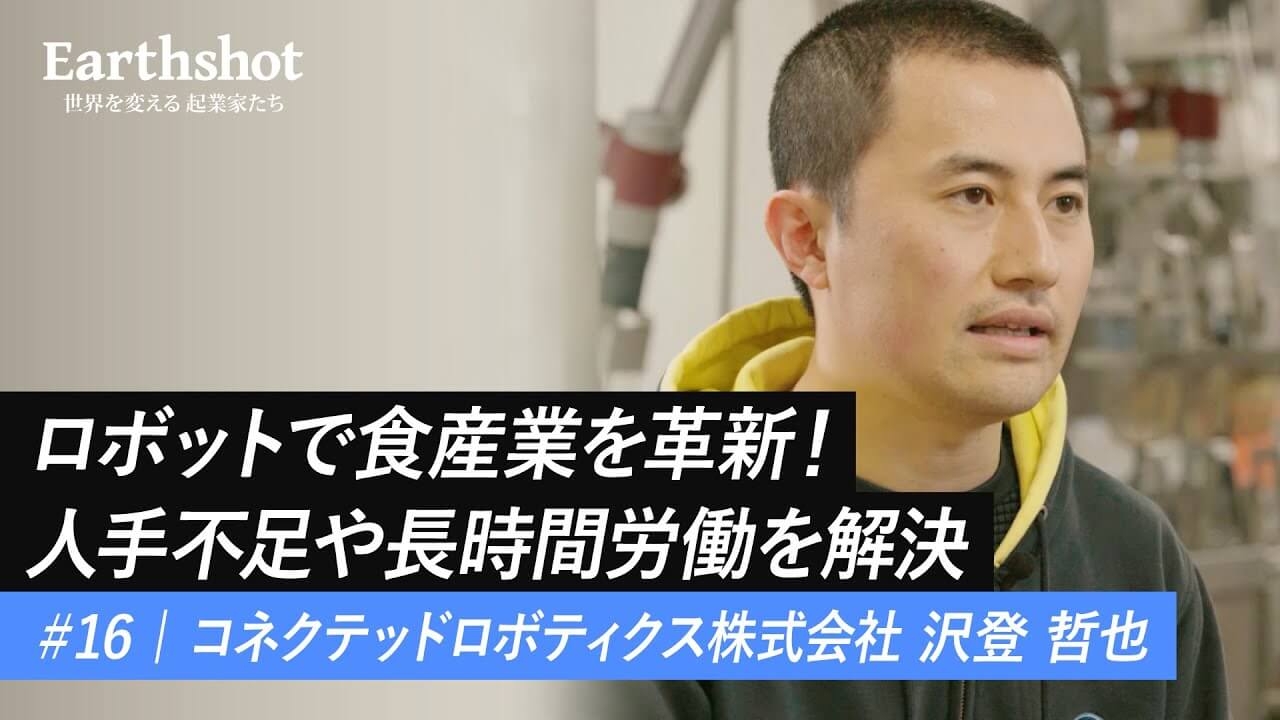 Earthshot
世界を変える 起業家たち
ロボットで食産業を革新!
人手不足や長時間労働を解決
#16｜コネクテッドロボティクス株式会社 沢登 哲也